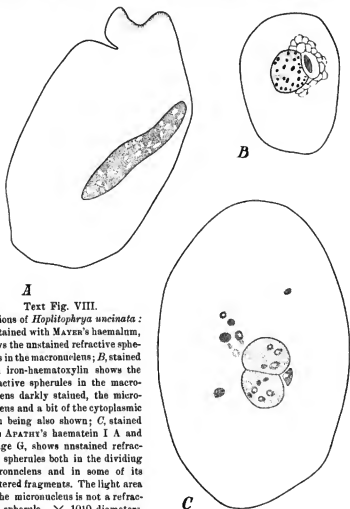 B
A
Text Fig. VIII.
ions of Hoplitophrya uncinata :
tained with MAYER's haemalum,
ys the unstained refractive sphe-
s in the macronucleus; B, stained
iron-haematoxylin shows the
active spherules in the macro-
eus darkly stained, the micro-
eus and a bit of the cytoplasmic
being also shown; C, stained
APATHY's haematein I A and
ge G, shows unstained refrac-
spherules both in the dividing
ronucleus and in some of its
tered fragments. The light area
he micronucleus is not a refrac-
spherule. × diameters.
C